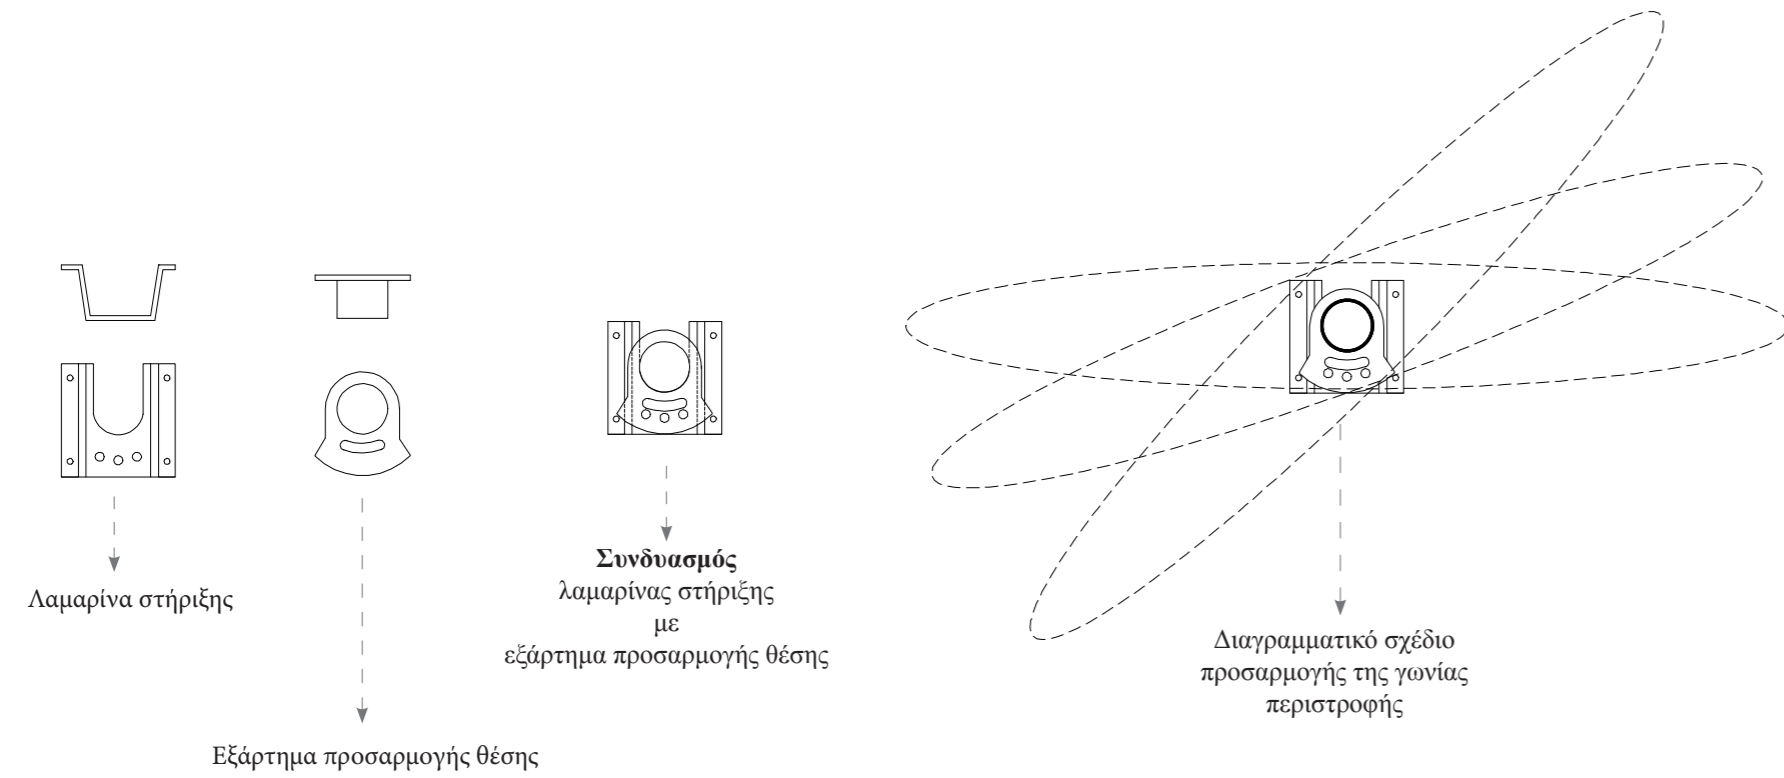 Λαμαρίνα στήριξης
Εξάρτημα προσαρμογής θέσης
Συνδυασμός
λαμαρίνας στήριξης
με
εξάρτημα προσαρμογής θέσης
Διαγραμματικό σχέδιο
προσαρμογής της γωνίας
περιστροφής